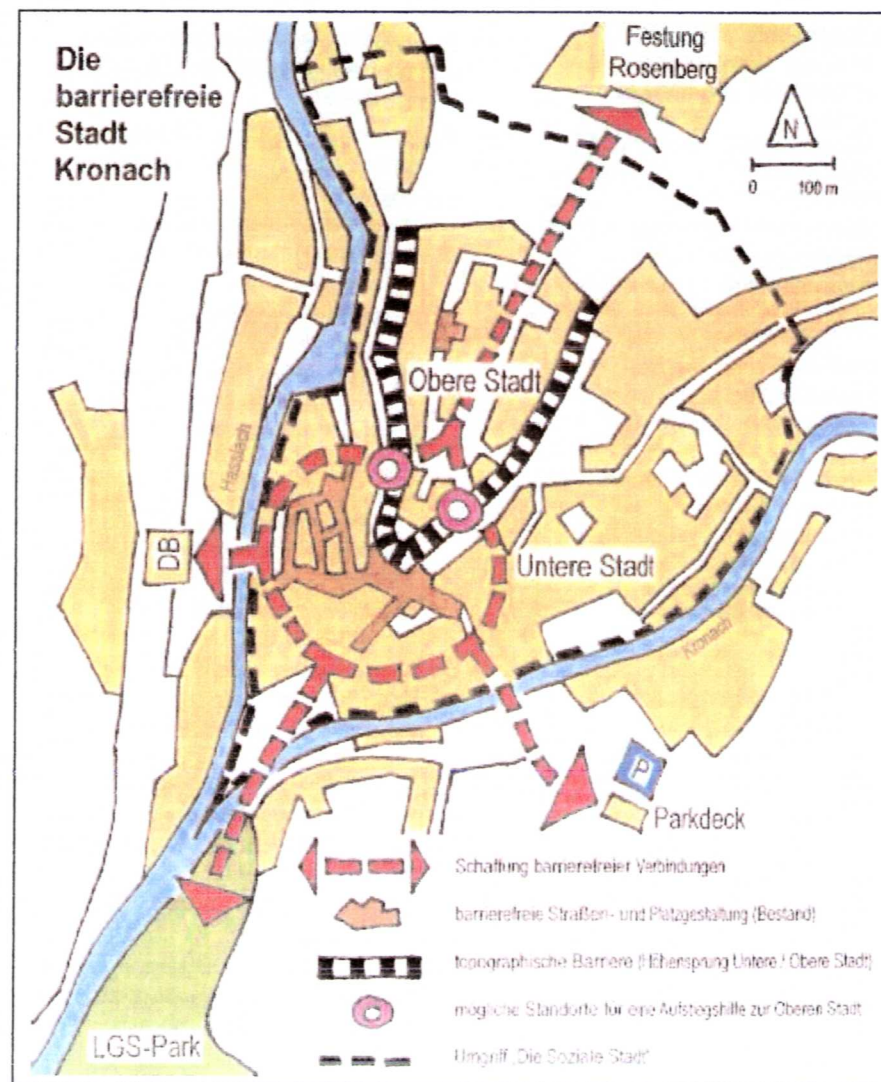 Die
barrierefreie
Stadt
Kronach
Festung
Rosenberg
N
0 100 m
Obere Stadt
Hasslach
DB
Untere Stadt
Kronach
P
Parkdeck
Schaffung barrierefreier Verbindungen
barrierefreie Straßen- und Platzgestaltung (Bestand)
topographische Barriere (Höhensprung Untere / Obere Stadt)
mögliche Standorte für eine Aufstiegshilfe zur Oberen Stadt
Umgriff „Die Soziale Stadt“
LGS-Park